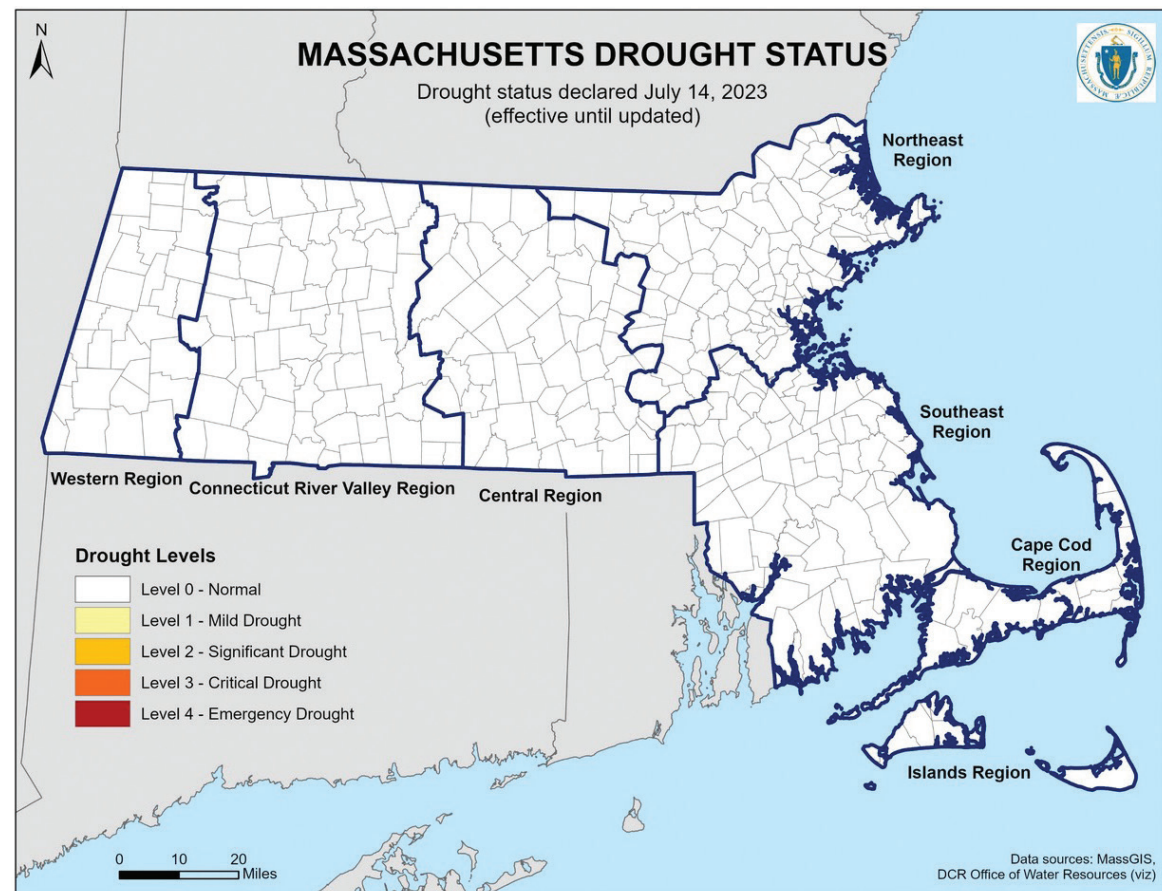 N
MASSACHUSETTS DROUGHT STATUS
Drought status declared July 14, 2023
(effective until updated)
Northeast
Region
Southeast
Region
Cape Cod
Region
Western Region
Connecticut River Valley Region
Central Region
Islands Region
Drought Levels
Level 0 - Normal
Level 1 - Mild Drought
Level 2 - Significant Drought
Level 3 - Critical Drought
Level 4 - Emergency Drought
0 10 20
Miles
Data sources: MassGIS,
DCR Office of Water Resources (viz)